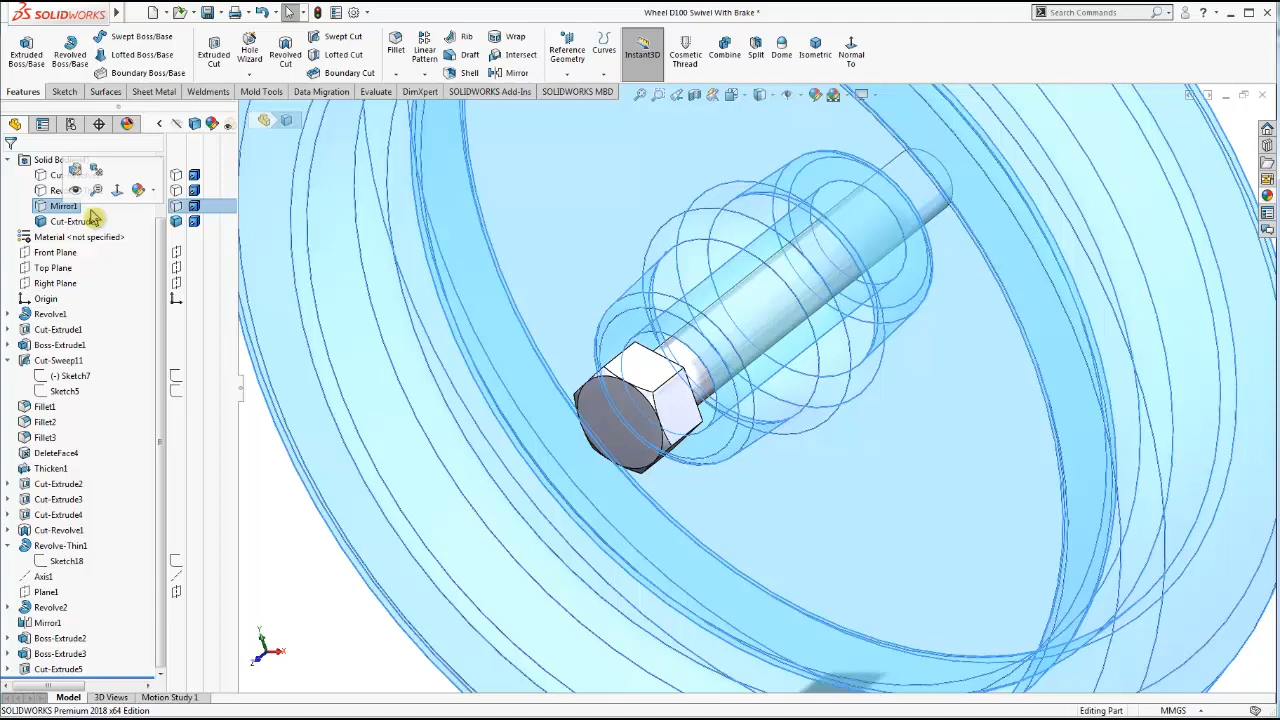 SOLIDWORKS
Wheel D100 Swivel With Brake *
Search Commands
Extruded Boss/Base
Revolved Boss/Base
Swept Boss/Base
Lofted Boss/Base
Boundary Boss/Base
Extruded Cut
Hole Wizard
Revolved Cut
Swept Cut
Lofted Cut
Boundary Cut
Fillet
Linear Pattern
Rib
Draft
Shell
Wrap
Intersect
Mirror
Reference Geometry
Curves
Instant3D
Cosmetic Thread
Combine
Split
Dome
Isometric
Normal To
Features
Sketch
Surfaces
Sheet Metal
Weldments
Mold Tools
Data Migration
Evaluate
DimXpert
SOLIDWORKS Add-Ins
SOLIDWORKS MBD
Solid Bo
Cu
Rev
Mirror1
Cut-Extrude
Material <not specified>
Front Plane
Top Plane
Right Plane
Origin
Revolve1
Cut-Extrude1
Boss-Extrude1
Cut-Sweep11
(-) Sketch7
Sketch5
Fillet1
Fillet2
Fillet3
DeleteFace4
Thicken1
Cut-Extrude2
Cut-Extrude3
Cut-Extrude4
Cut-Revolve1
Revolve-Thin1
Sketch18
Axis1
Plane1
Revolve2
Mirror1
Boss-Extrude2
Boss-Extrude3
Cut-Extrude5
Y
X
Z
Model
3D Views
Motion Study 1
SOLIDWORKS Premium 2018 x64 Edition
Editing Part
MMGS